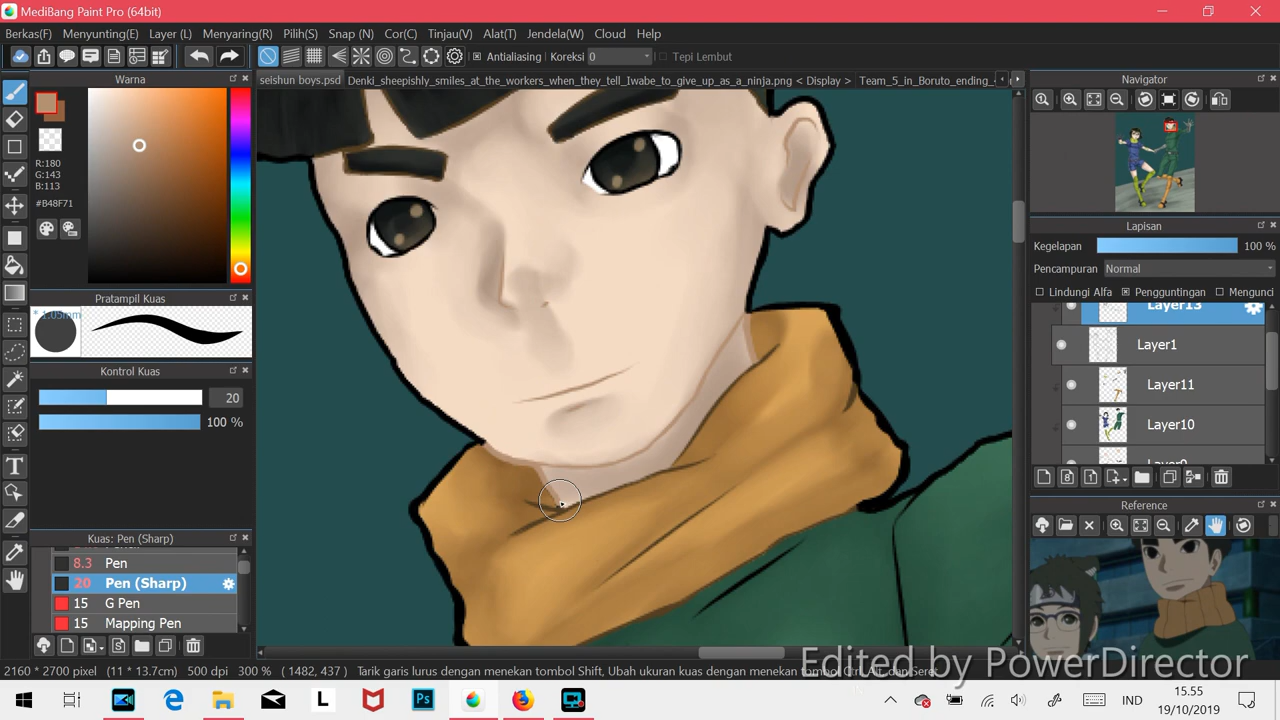 MediBang Paint Pro (64bit)
Berkas(F) Menyunting(E) Layer (L) Menyaring(R) Pilih(S) Snap (N) Cor(C) Tinjau(V) Alat(T) Jendela(W) Cloud Help
Antialiasing Koreksi 0 Tepi Lembut
Warna
seishun boys.psd Denki_sheepishly_smiles_at_the_workers_when_they_tell_Iwabe_to_give_up_as_a_ninja.png < Display > Team_5_in_Boruto_ending_
Navigator
R:180
G:143
B:113
#B48F71
Lapisan
Kegelapan 100 %
Pencampuran Normal
Lindungi Alfa Pengguntingan Mengunci
Layer13
Layer1
Layer11
Layer10
Pratampil Kuas
* 1.05mm
Kontrol Kuas
20
100 %
Reference
Kuas: Pen (Sharp)
8.3 Pen
20 Pen (Sharp)
15 G Pen
15 Mapping Pen
2160 * 2700 pixel (11 * 13.7cm) 500 dpi 300 % ( 1482, 437 ) Tarik garis lurus dengan menekan tombol Shift, Ubah ukuran kuas dengan menekan tombol Ctrl, Alt, dan Seret
Edited by PowerDirector
L
Ps
IND
15.55
19/10/2019